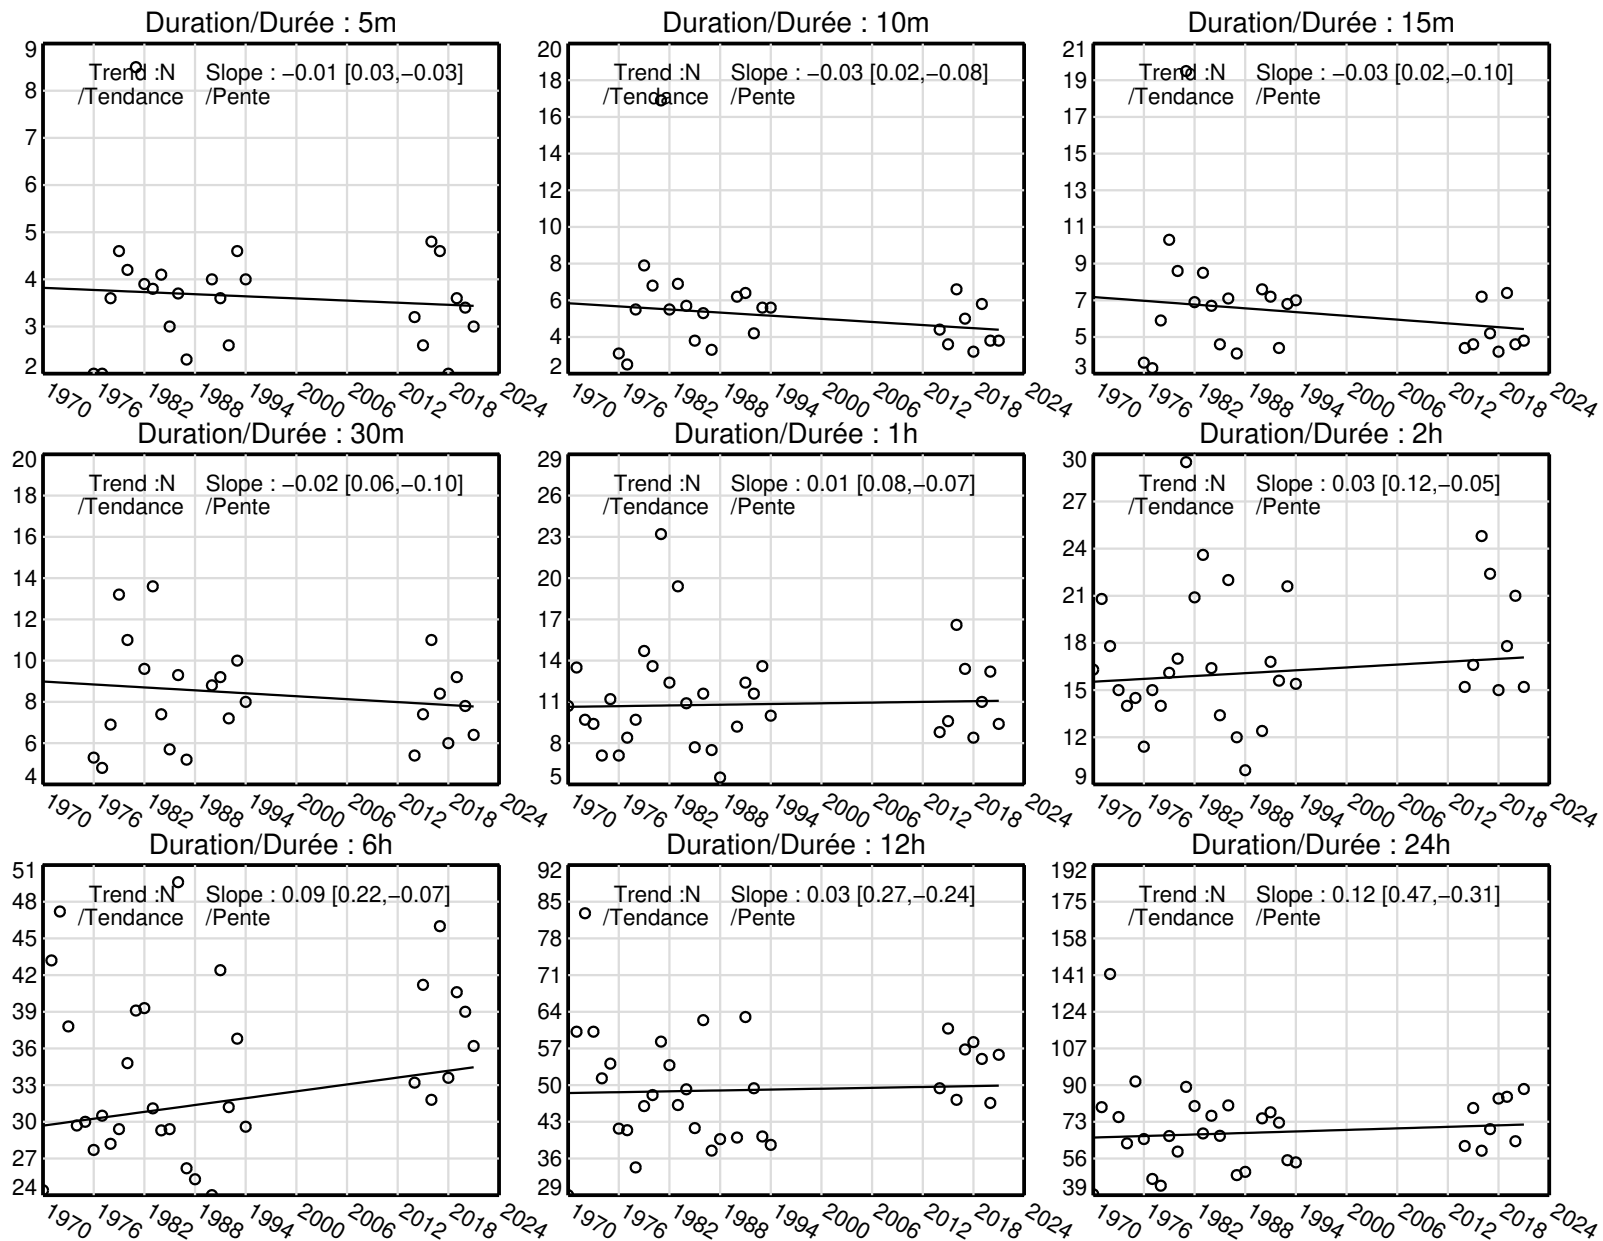 Duration/Durée : 5m
9
8
7
6
5
4
3
2
Trend :N Slope : −0.01 [0.03,−0.03]
/Tendance /Pente
1970 1976 1982 1988 1994 2000 2006 2012 2018 2024
Duration/Durée : 10m
20
18
16
14
12
10
8
6
4
2
Trend :N Slope : −0.03 [0.02,−0.08]
/Tendance /Pente
1970 1976 1982 1988 1994 2000 2006 2012 2018 2024
Duration/Durée : 15m
21
19
17
15
13
11
9
7
5
3
Trend :N Slope : −0.03 [0.02,−0.10]
/Tendance /Pente
1970 1976 1982 1988 1994 2000 2006 2012 2018 2024
Duration/Durée : 30m
20
18
16
14
12
10
8
6
4
Trend :N Slope : −0.02 [0.06,−0.10]
/Tendance /Pente
1970 1976 1982 1988 1994 2000 2006 2012 2018 2024
Duration/Durée : 1h
29
26
23
20
17
14
11
8
5
Trend :N Slope : 0.01 [0.08,−0.07]
/Tendance /Pente
1970 1976 1982 1988 1994 2000 2006 2012 2018 2024
Duration/Durée : 2h
30
27
24
21
18
15
12
9
Trend :N Slope : 0.03 [0.12,−0.05]
/Tendance /Pente
1970 1976 1982 1988 1994 2000 2006 2012 2018 2024
Duration/Durée : 6h
51
48
45
42
39
36
33
30
27
24
Trend :N Slope : 0.09 [0.22,−0.07]
/Tendance /Pente
1970 1976 1982 1988 1994 2000 2006 2012 2018 2024
Duration/Durée : 12h
92
85
78
71
64
57
50
43
36
29
Trend :N Slope : 0.03 [0.27,−0.24]
/Tendance /Pente
1970 1976 1982 1988 1994 2000 2006 2012 2018 2024
Duration/Durée : 24h
192
175
158
141
124
107
90
73
56
39
Trend :N Slope : 0.12 [0.47,−0.31]
/Tendance /Pente
1970 1976 1982 1988 1994 2000 2006 2012 2018 2024